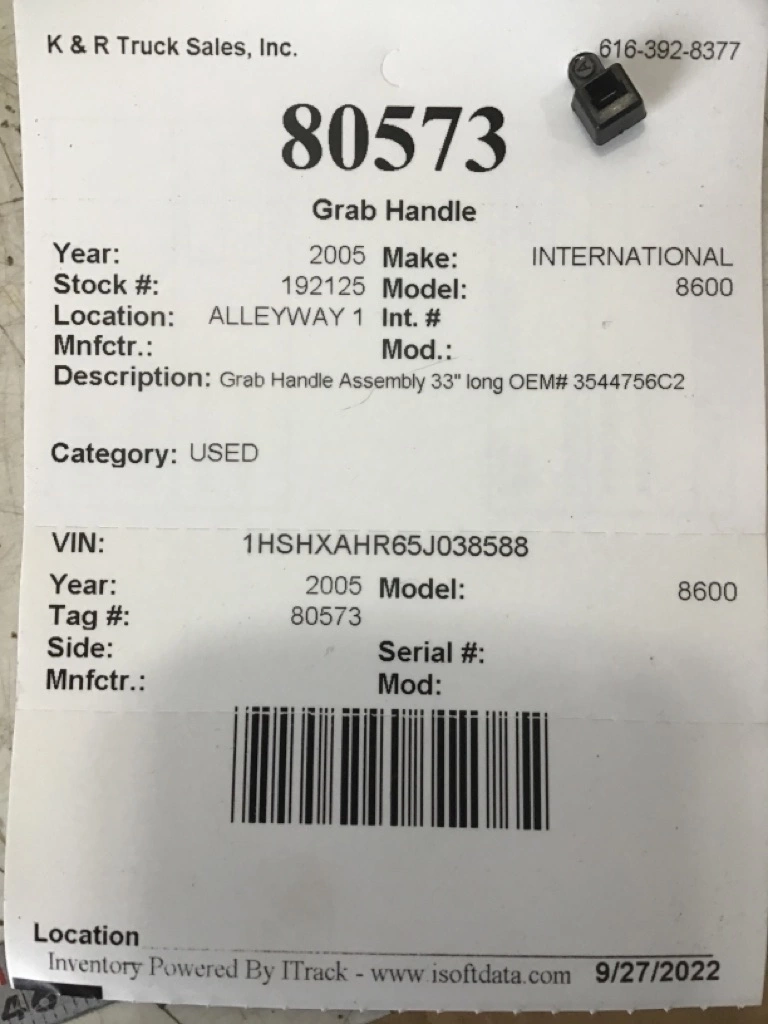 K & R Truck Sales, Inc. 616-392-8377
80573
Grab Handle
Year: 2005 Make: INTERNATIONAL
Stock #: 192125 Model: 8600
Location: ALLEYWAY 1 Int. #
Mnfctr.: Mod.:
Description: Grab Handle Assembly 33" long OEM# 3544756C2
Category: USED
VIN: 1HSHXAHR65J038588
Year: 2005 Model: 8600
Tag #: 80573
Side: Serial #:
Mnfctr.: Mod:
Location
Inventory Powered By ITrack - www.isoftdata.com 9/27/2022
40